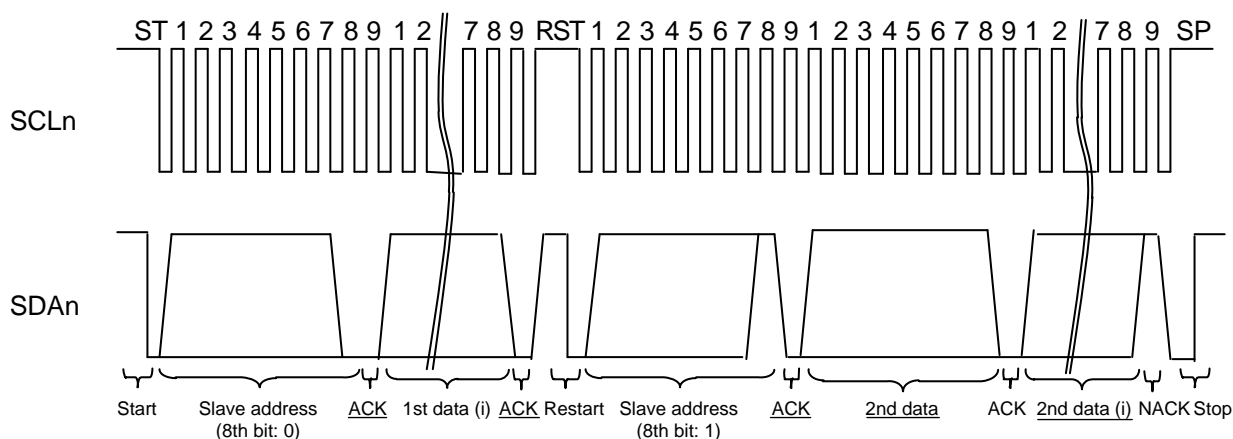 ST 1 2 3 4 5 6 7 8 9 1 2 7 8 9 RST 1 2 3 4 5 6 7 8 9 1 2 3 4 5 6 7 8 9 1 2 7 8 9 SP
SCLn
SDAn
Start Slave address ACK 1st data (i) ACK Restart Slave address ACK 2nd data ACK 2nd data (i) NACK Stop
(8th bit: 0) (8th bit: 1)